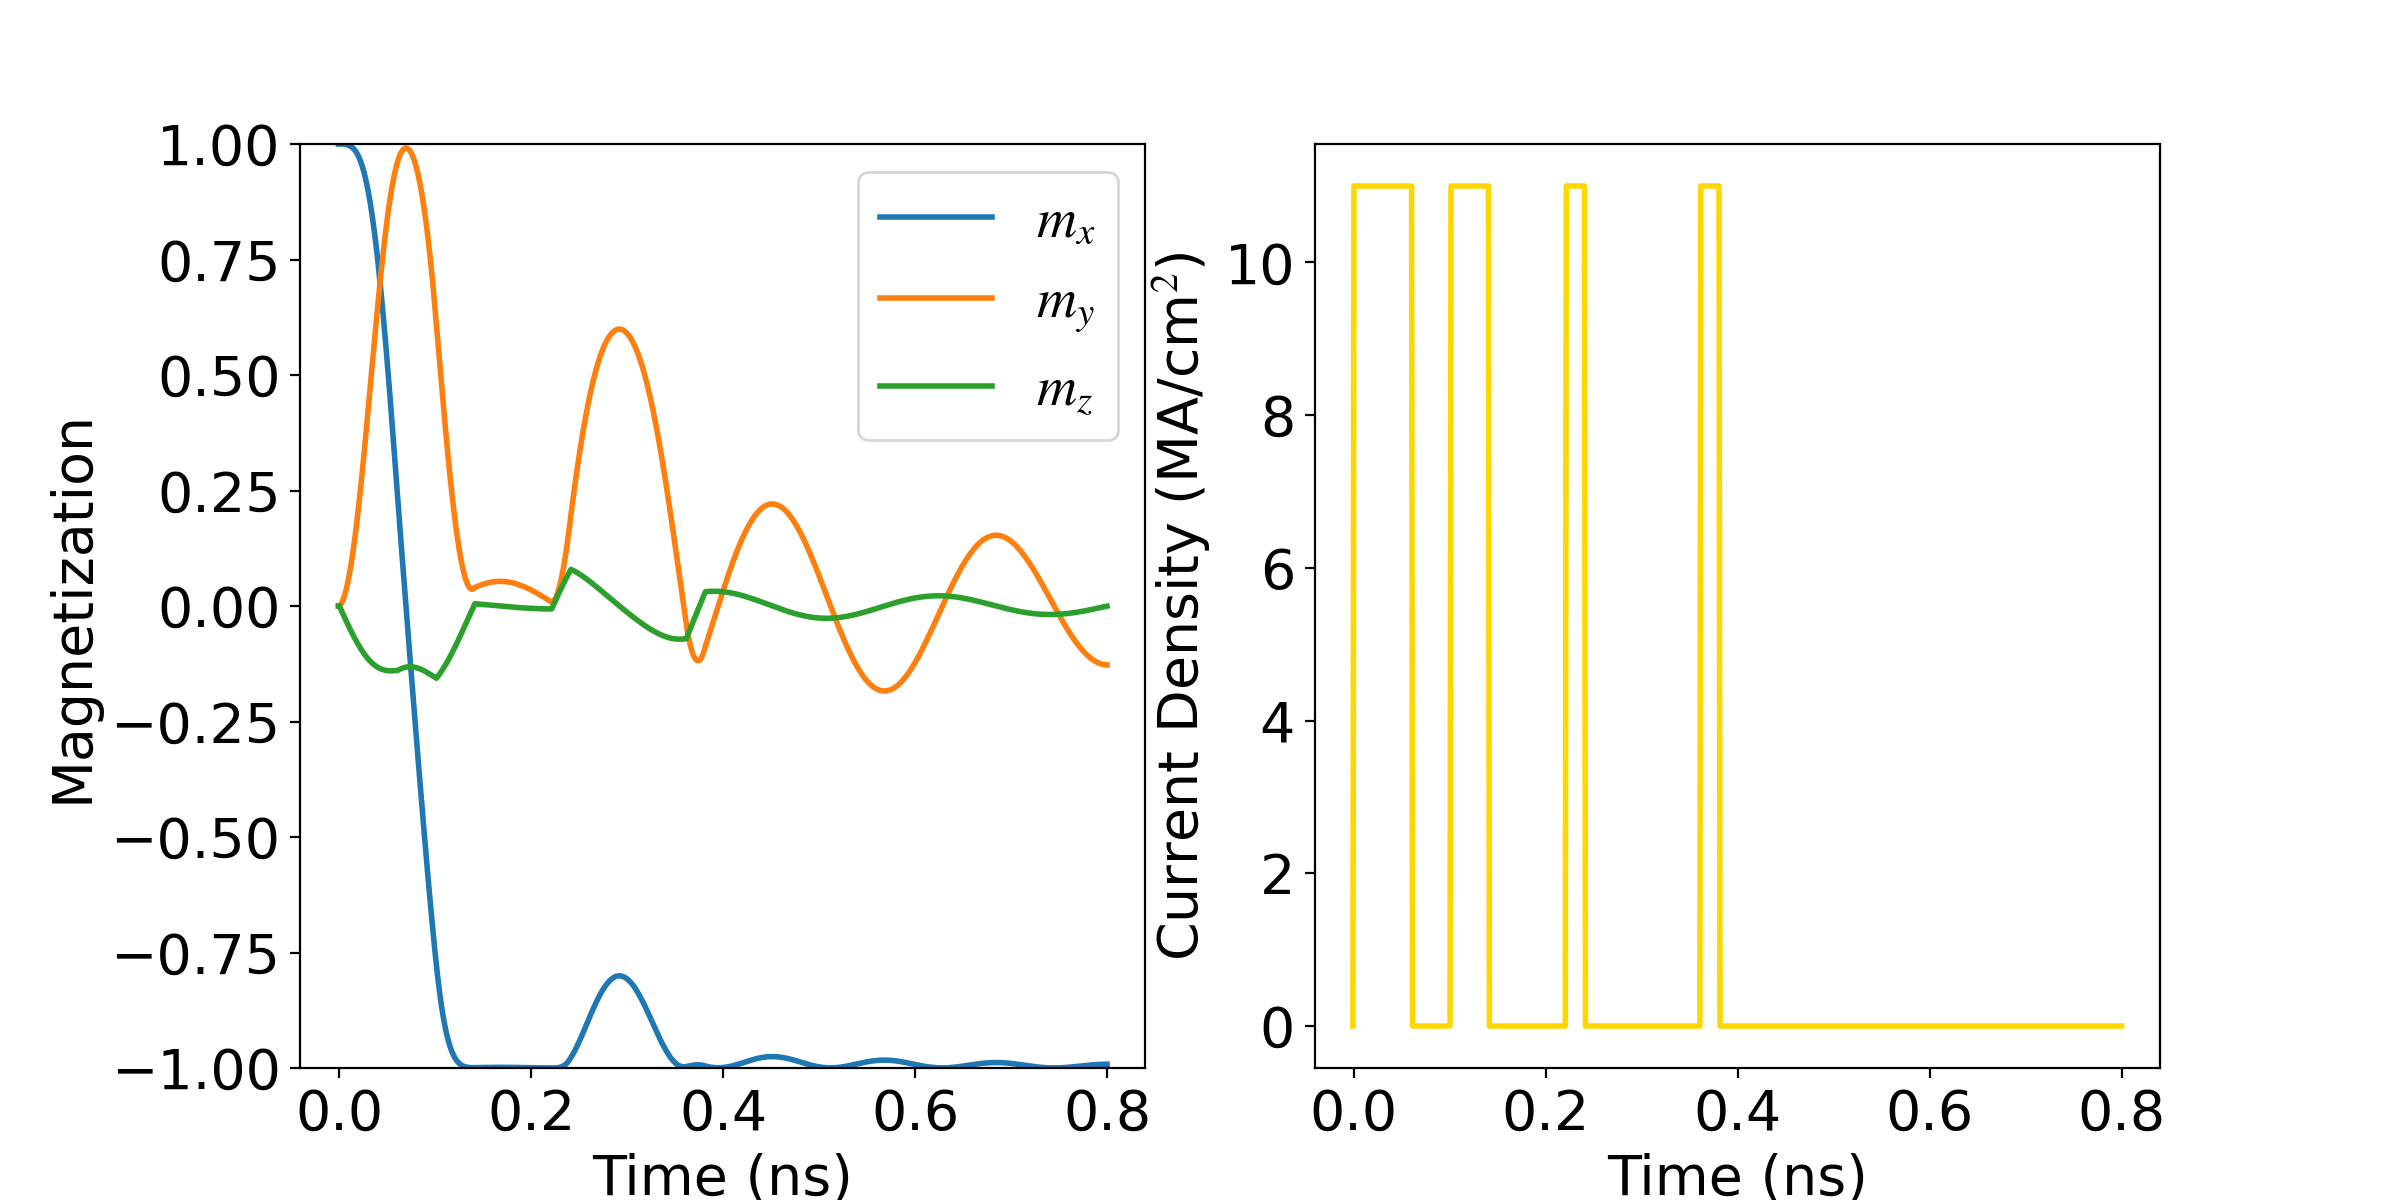 1.00
0.75
0.50
0.25
0.00
−0.25
−0.50
−0.75
−1.00
0.0 0.2 0.4 0.6 0.8
Time (ns)
Magnetization
m_x
m_y
m_z
10
8
6
4
2
0
0.0 0.2 0.4 0.6 0.8
Time (ns)
Current Density (MA/cm²)